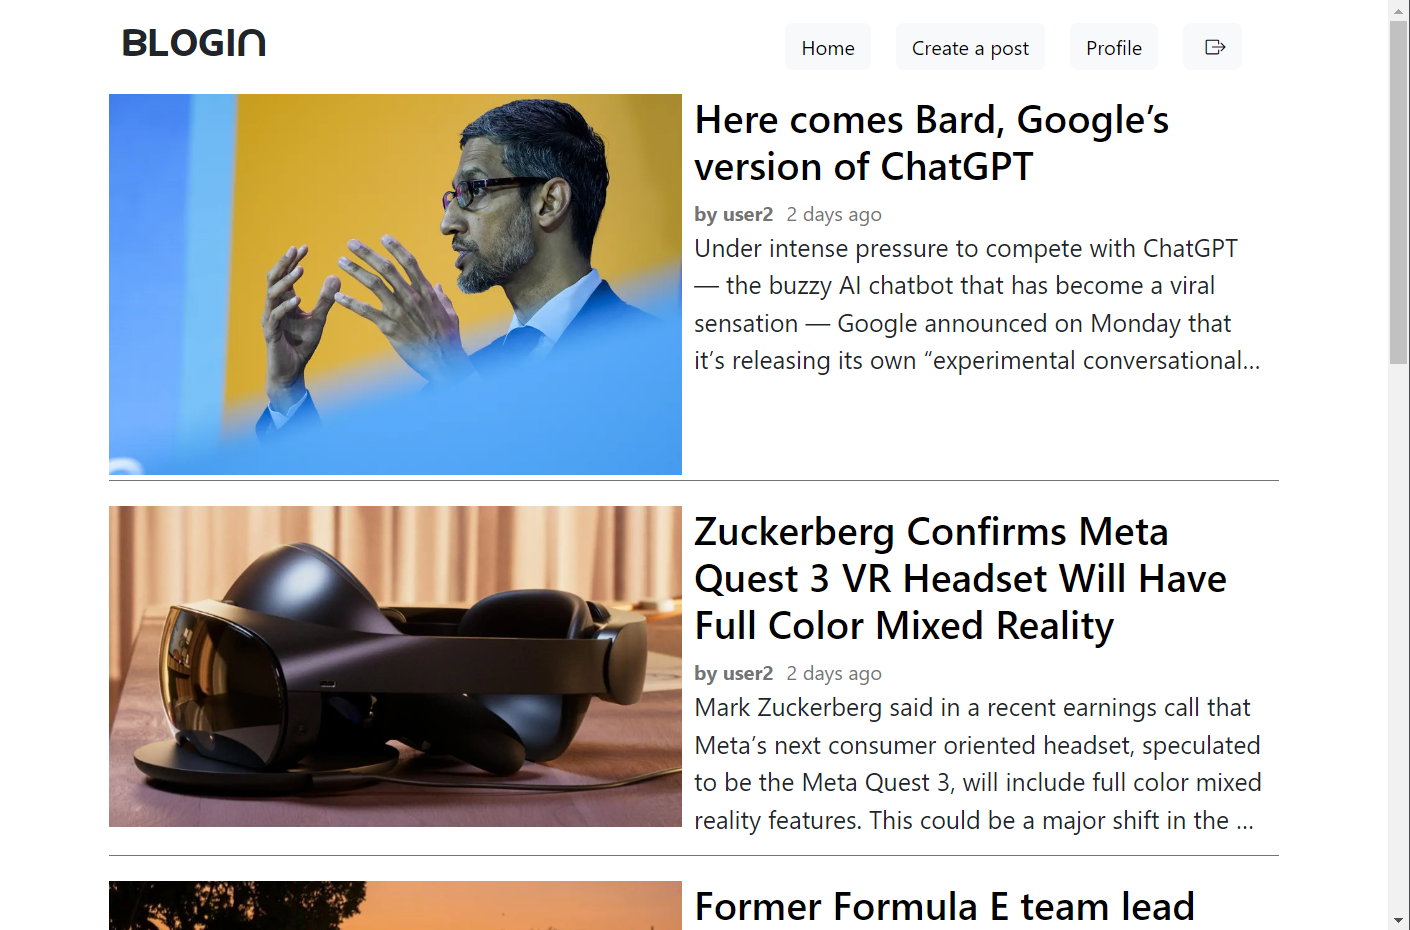 BLOGIN
Home
Create a post
Profile
Here comes Bard, Google’s
version of ChatGPT
by user2 2 days ago
Under intense pressure to compete with ChatGPT
— the buzzy AI chatbot that has become a viral
sensation — Google announced on Monday that
it’s releasing its own “experimental conversational...
Zuckerberg Confirms Meta
Quest 3 VR Headset Will Have
Full Color Mixed Reality
by user2 2 days ago
Mark Zuckerberg said in a recent earnings call that
Meta’s next consumer oriented headset, speculated
to be the Meta Quest 3, will include full color mixed
reality features. This could be a major shift in the ...
Former Formula E team lead